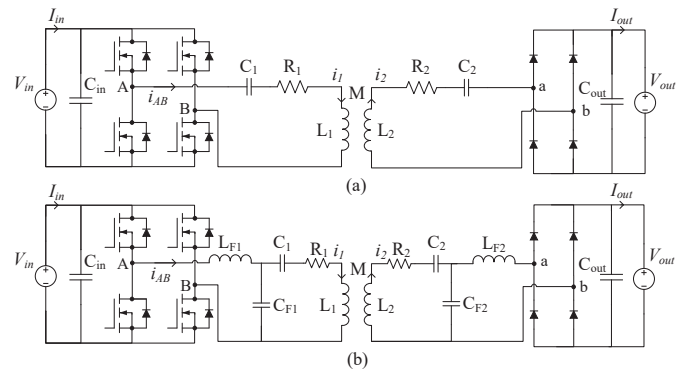 I_in I_out
C_1 R_1 i_1 M i_2 R_2 C_2
V_in C_in A i_AB B L_1 L_2 a b C_out V_out
(a)
I_in I_out
L_F1 C_1 R_1 i_1 M i_2 R_2 C_2 L_F2
V_in C_in A i_AB B C_F1 L_1 L_2 C_F2 a b C_out V_out
(b)